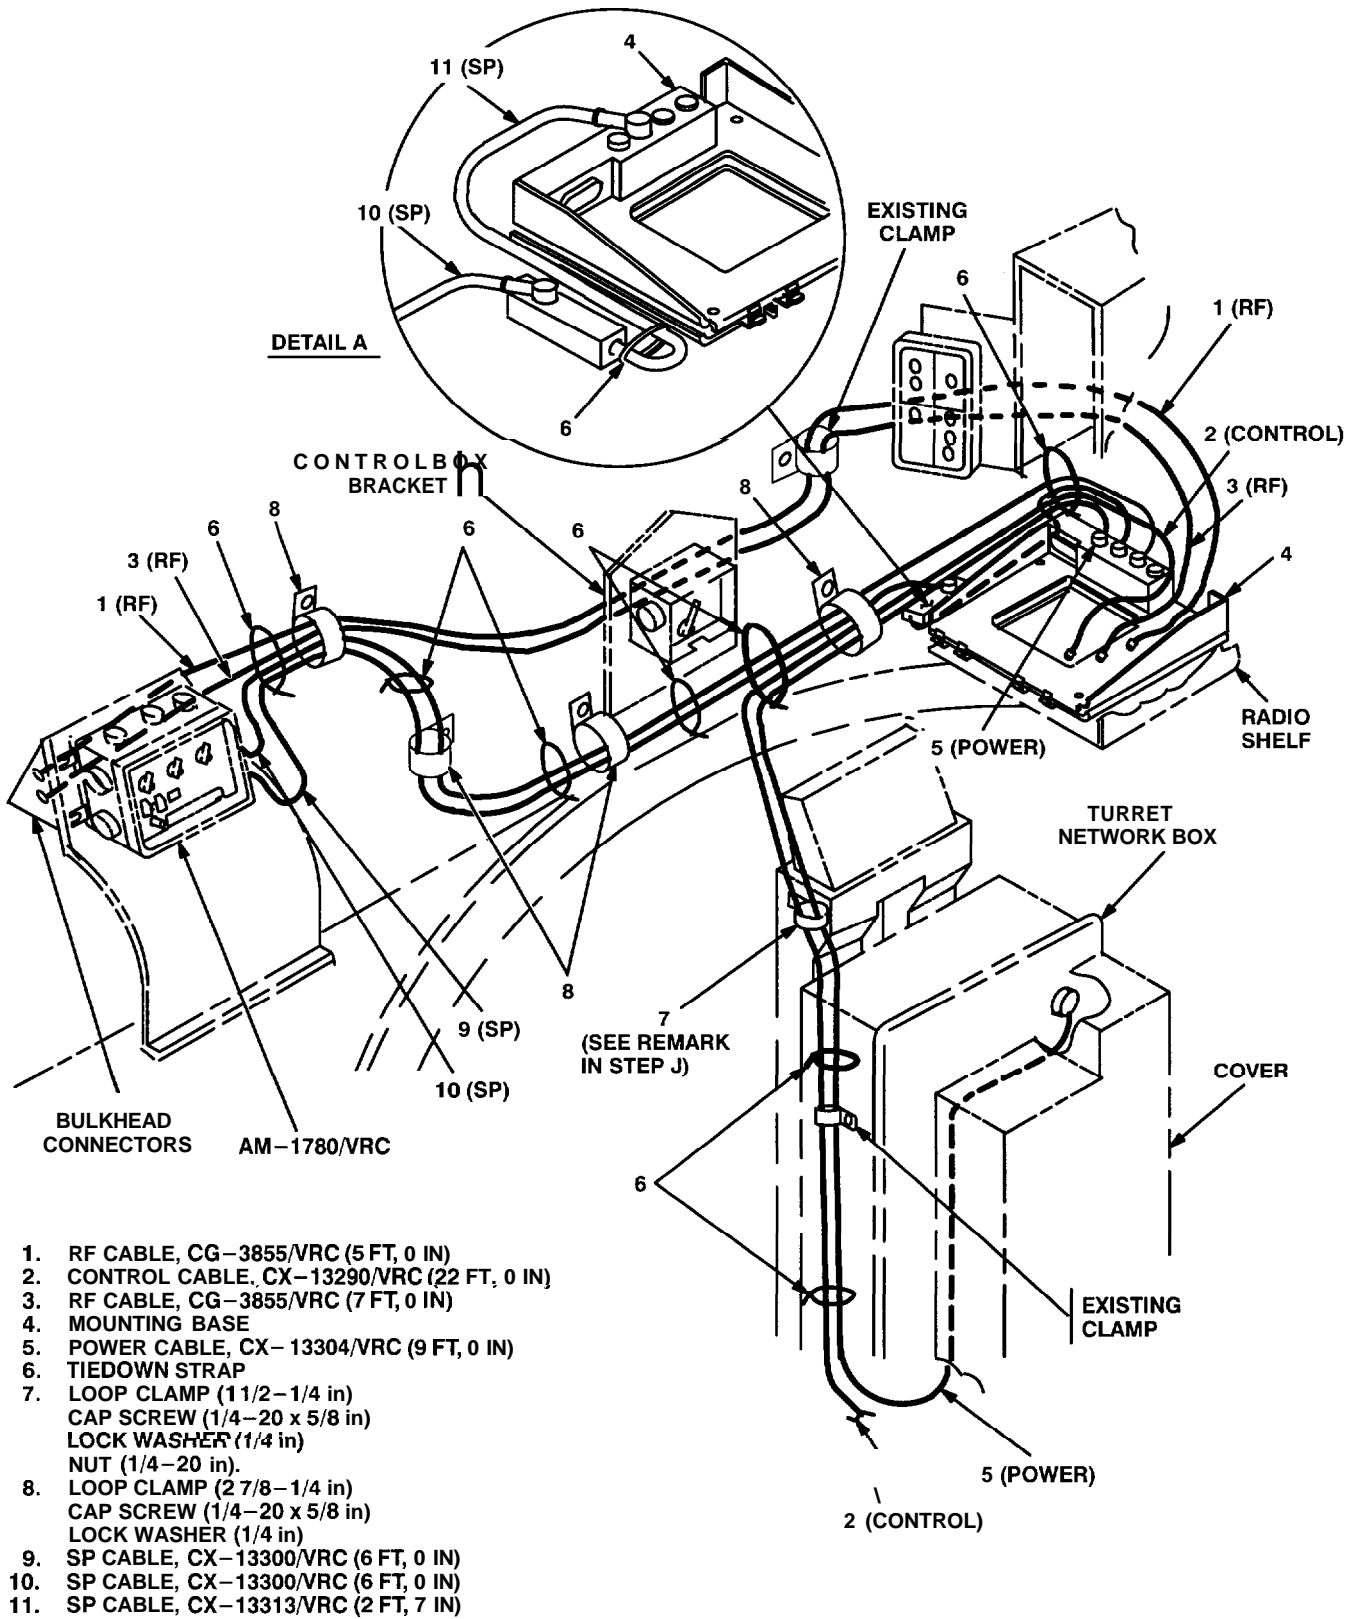 4
11 (SP)
10 (SP)
EXISTING
CLAMP
6
1 (RF)
DETAIL A
6
2 (CONTROL)
CONTROLBOX
BRACKET
8
3 (RF)
8
6
6
6
3 (RF)
4
1 (RF)
RADIO
SHELF
5 (POWER)
TURRET
NETWORK BOX
8
7
(SEE REMARK
IN STEP J)
9 (SP)
10 (SP)
COVER
BULKHEAD
CONNECTORS
AM-1780/VRC
6
EXISTING
CLAMP
5 (POWER)
2 (CONTROL)
1. RF CABLE, CG-3855/VRC (5 FT, 0 IN)
2. CONTROL CABLE, CX-13290/VRC (22 FT, 0 IN)
3. RF CABLE, CG-3855/VRC (7 FT, 0 IN)
4. MOUNTING BASE
5. POWER CABLE, CX-13304/VRC (9 FT, 0 IN)
6. TIEDOWN STRAP
7. LOOP CLAMP (1 1/2-1/4 in)
CAP SCREW (1/4-20 x 5/8 in)
LOCK WASHER (1/4 in)
NUT (1/4-20 in).
8. LOOP CLAMP (2 7/8-1/4 in)
CAP SCREW (1/4-20 x 5/8 in)
LOCK WASHER (1/4 in)
9. SP CABLE, CX-13300/VRC (6 FT, 0 IN)
10. SP CABLE, CX-13300/VRC (6 FT, 0 IN)
11. SP CABLE, CX-13313/VRC (2 FT, 7 IN)